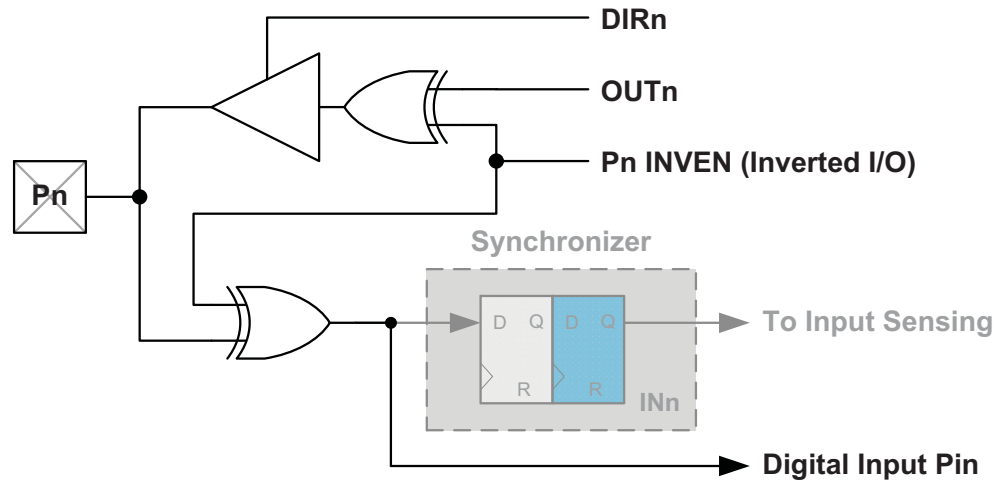 DIRn
OUTn
Pn INVEN (Inverted I/O)
Pn
Synchronizer
D Q D Q
To Input Sensing
R R
INn
Digital Input Pin